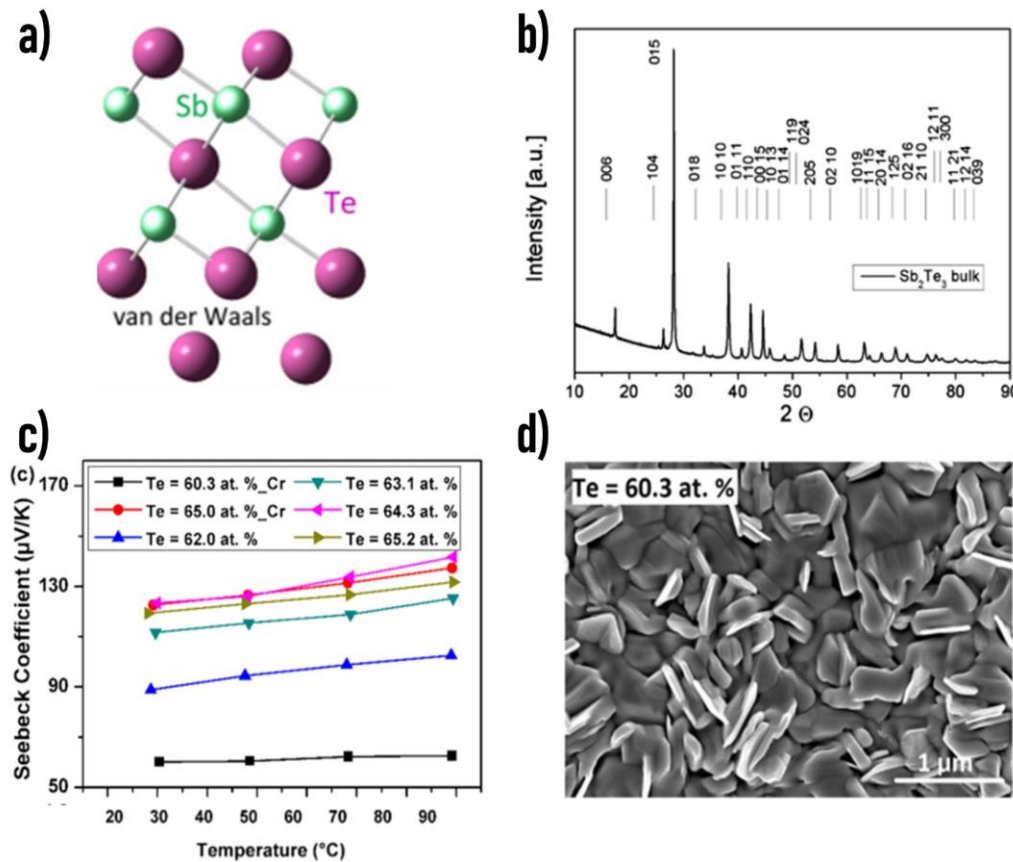 a)
Sb
Te
van der Waals
b)
Intensity [a.u.]
006
104
015
018
10 10
01 11
110
00 15
10 13
01 14
119
024
205
02 10
1019
11 15
20 14
125
02 16
21 10
12 11
300
11 21
12 14
039
Sb₂Te₃ bulk
10 20 30 40 50 60 70 80 90
2 Θ
c)
(c)
Seebeck Coefficient (µV/K)
170
130
90
50
Te = 60.3 at. %_Cr
Te = 65.0 at. %_Cr
Te = 62.0 at. %
Te = 63.1 at. %
Te = 64.3 at. %
Te = 65.2 at. %
20 30 40 50 60 70 80 90
Temperature (°C)
d)
Te = 60.3 at. %
1 µm